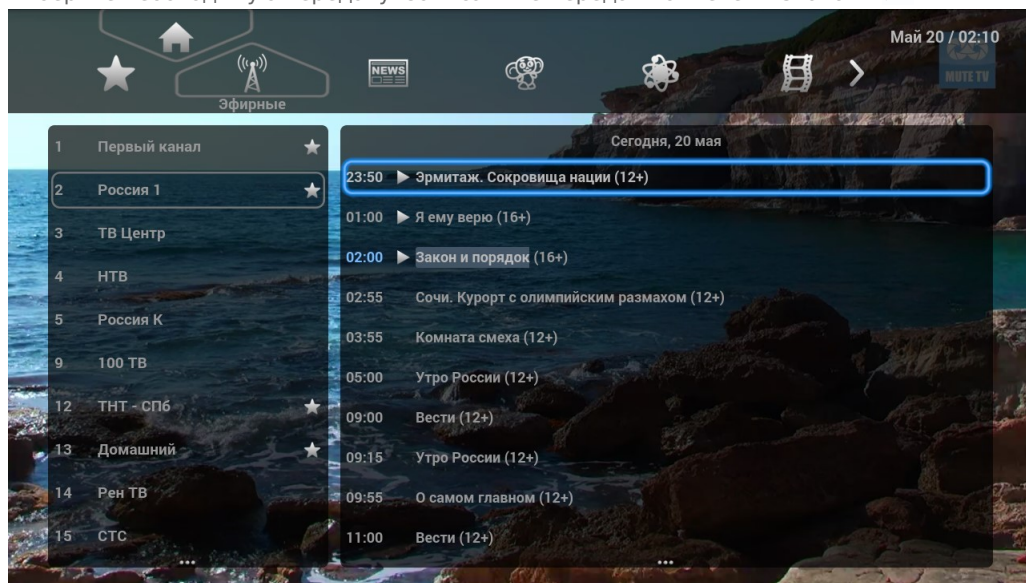 Май 20 / 02:10
NEWS
MUTE TV
Эфирные
1 Первый канал
2 Россия 1
3 ТВ Центр
4 НТВ
5 Россия К
9 100 ТВ
12 ТНТ - СПб
13 Домашний
14 Рен ТВ
15 СТС
...
Сегодня, 20 мая
23:50 Эрмитаж. Сокровища нации (12+)
01:00 Я ему верю (16+)
02:00 Закон и порядок (16+)
02:55 Сочи. Курорт с олимпийским размахом (12+)
03:55 Комната смеха (12+)
05:00 Утро России (12+)
09:00 Вести (12+)
09:15 Утро России (12+)
09:55 О самом главном (12+)
11:00 Вести (12+)
...